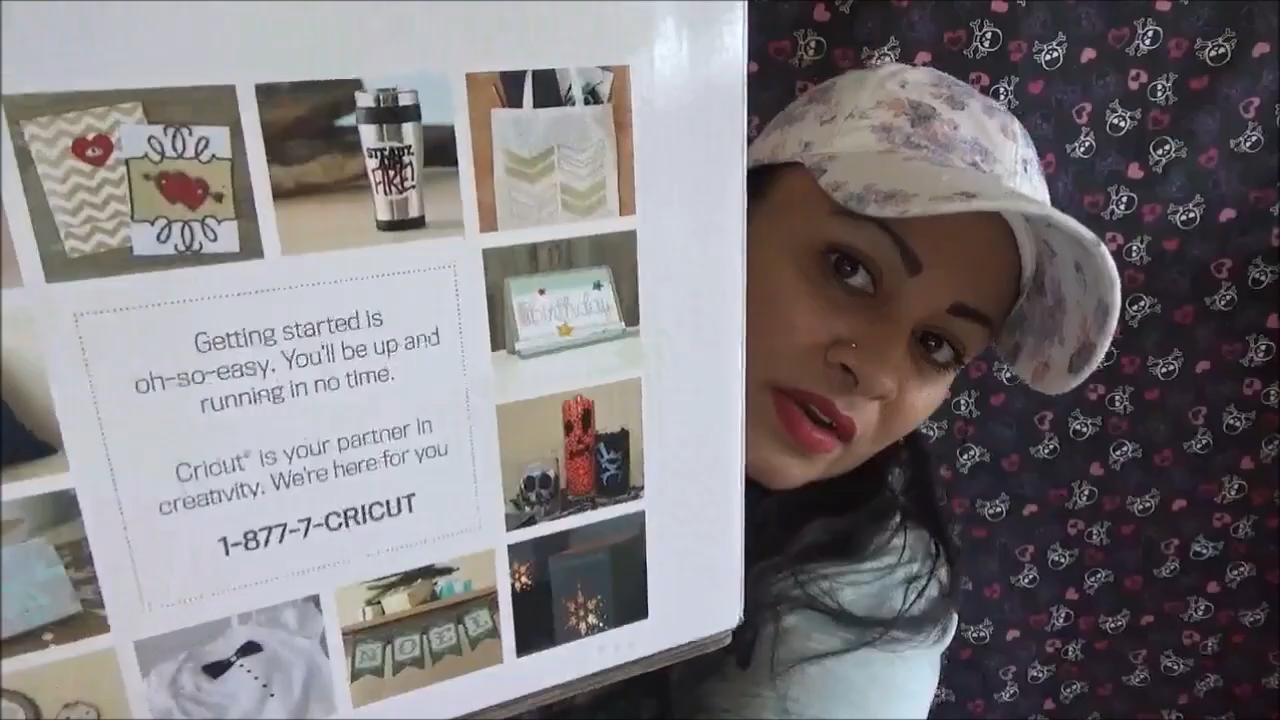 STEADY
FIRE!
birthday
Getting started is
oh-so-easy. You'll be up and
running in no time.
Cricut® is your partner in
creativity. We're here for you
1-877-7-CRICUT
NOEL